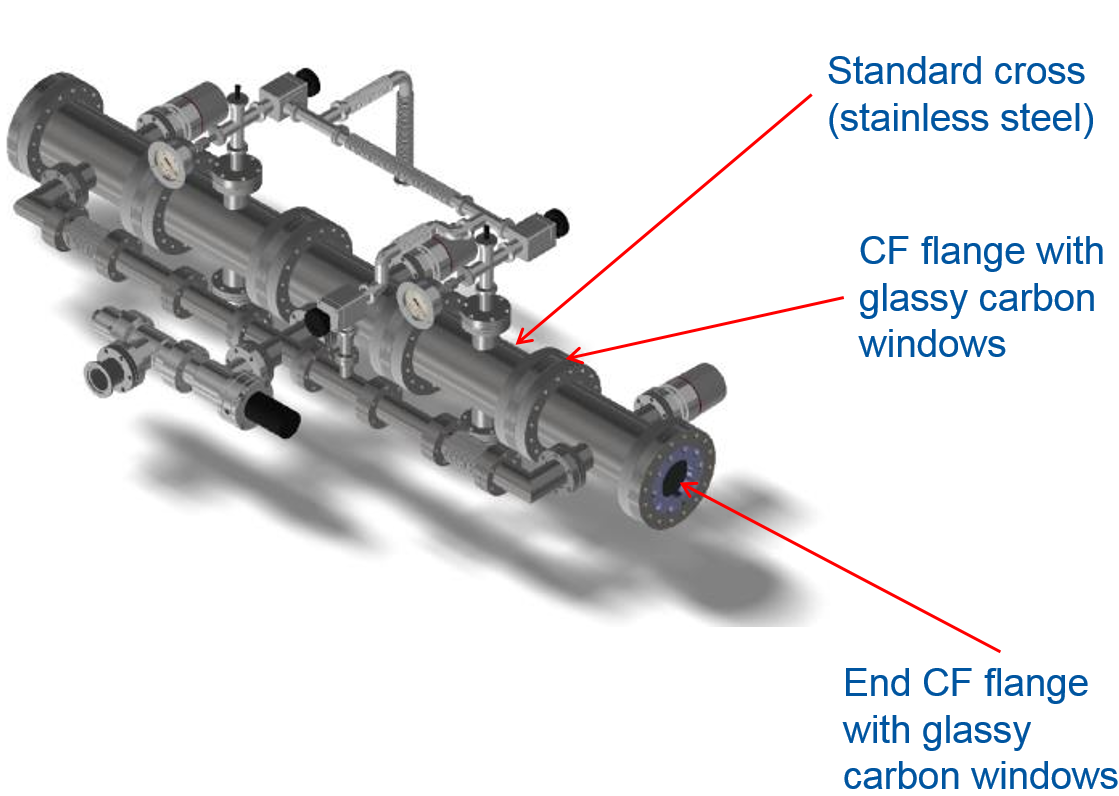 Standard cross
(stainless steel)
CF flange with
glassy carbon
windows
End CF flange
with glassy
carbon windows